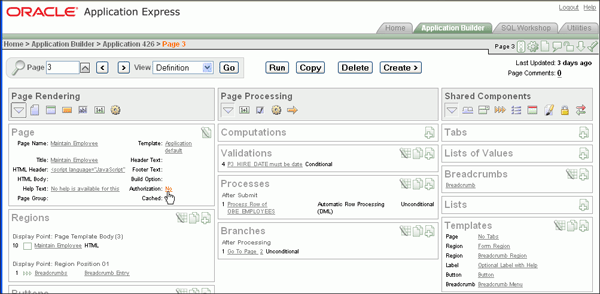 ORACLE Application Express
Logout Help
Home Application Builder SQL Workshop Utilities
Home > Application Builder > Application 426 > Page 3
Page 3
Page 3 View Definition Go Run Copy Delete Create >
Last Updated: 3 days ago
Page Comments: 0
Page Rendering
Page
Page Name: Maintain Employee
Template: Application default
Title: Maintain Employee
Header Text:
HTML Header: <script language="JavaScript"
Footer Text:
HTML Body:
Build Option:
Help Text: No help is available for this
Authorization: No
Page Group:
Cached:
Regions
Display Point: Page Template Body (3)
10 Maintain Employee HTML
Display Point: Region Position 01
1 Breadcrumbs Breadcrumb Entry
Buttons
Page Processing
Computations
Validations
4 P3_HIRE_DATE must be date Conditional
Processes
After Submit
1 Process Row of OBE_EMPLOYEES Automatic Row Processing (DML) Unconditional
Branches
After Processing
1 Go To Page 2 Unconditional
Shared Components
Tabs
Lists of Values
Breadcrumbs
Breadcrumb
Lists
Templates
Page No Tabs
Region Form Region
Region Breadcrumb Region
Label Optional Label with Help
Button Button
Breadcrumb Breadcrumb Menu